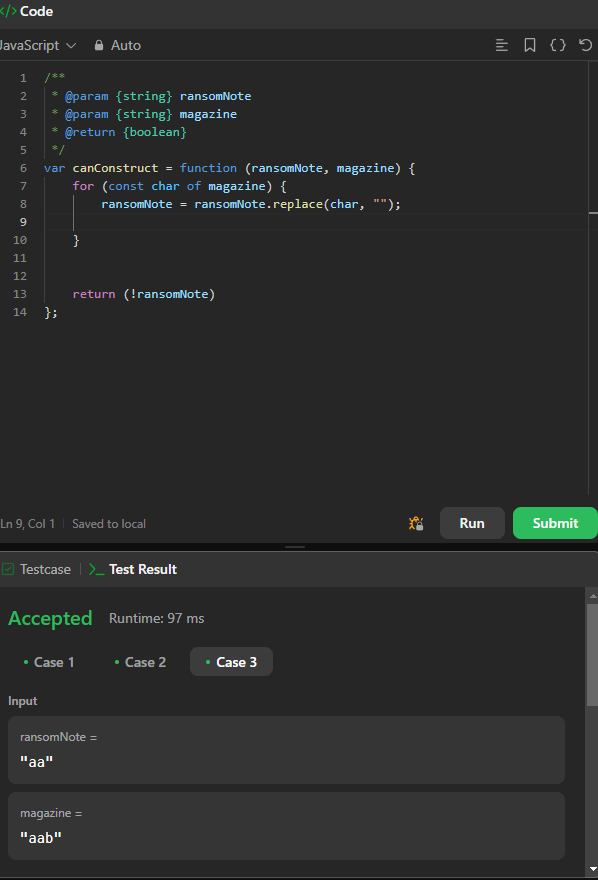 </> Code
JavaScript Auto
1 /**
2  * @param {string} ransomNote
3  * @param {string} magazine
4  * @return {boolean}
5  */
6 var canConstruct = function (ransomNote, magazine) {
7     for (const char of magazine) {
8         ransomNote = ransomNote.replace(char, "");
9
10     }
11
12
13     return (!ransomNote)
14 };
Ln 9, Col 1 Saved to local
Run Submit
Testcase >_ Test Result
Accepted Runtime: 97 ms
• Case 1 • Case 2 • Case 3
Input
ransomNote =
"aa"
magazine =
"aab"